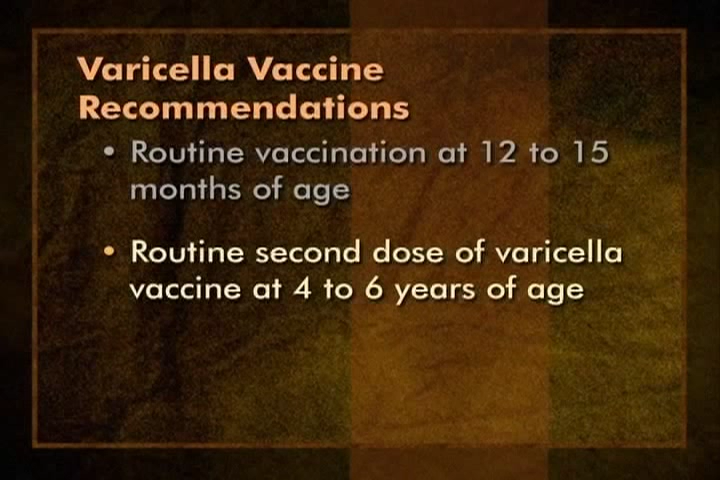 Varicella Vaccine
Recommendations
• Routine vaccination at 12 to 15
months of age
• Routine second dose of varicella
vaccine at 4 to 6 years of age